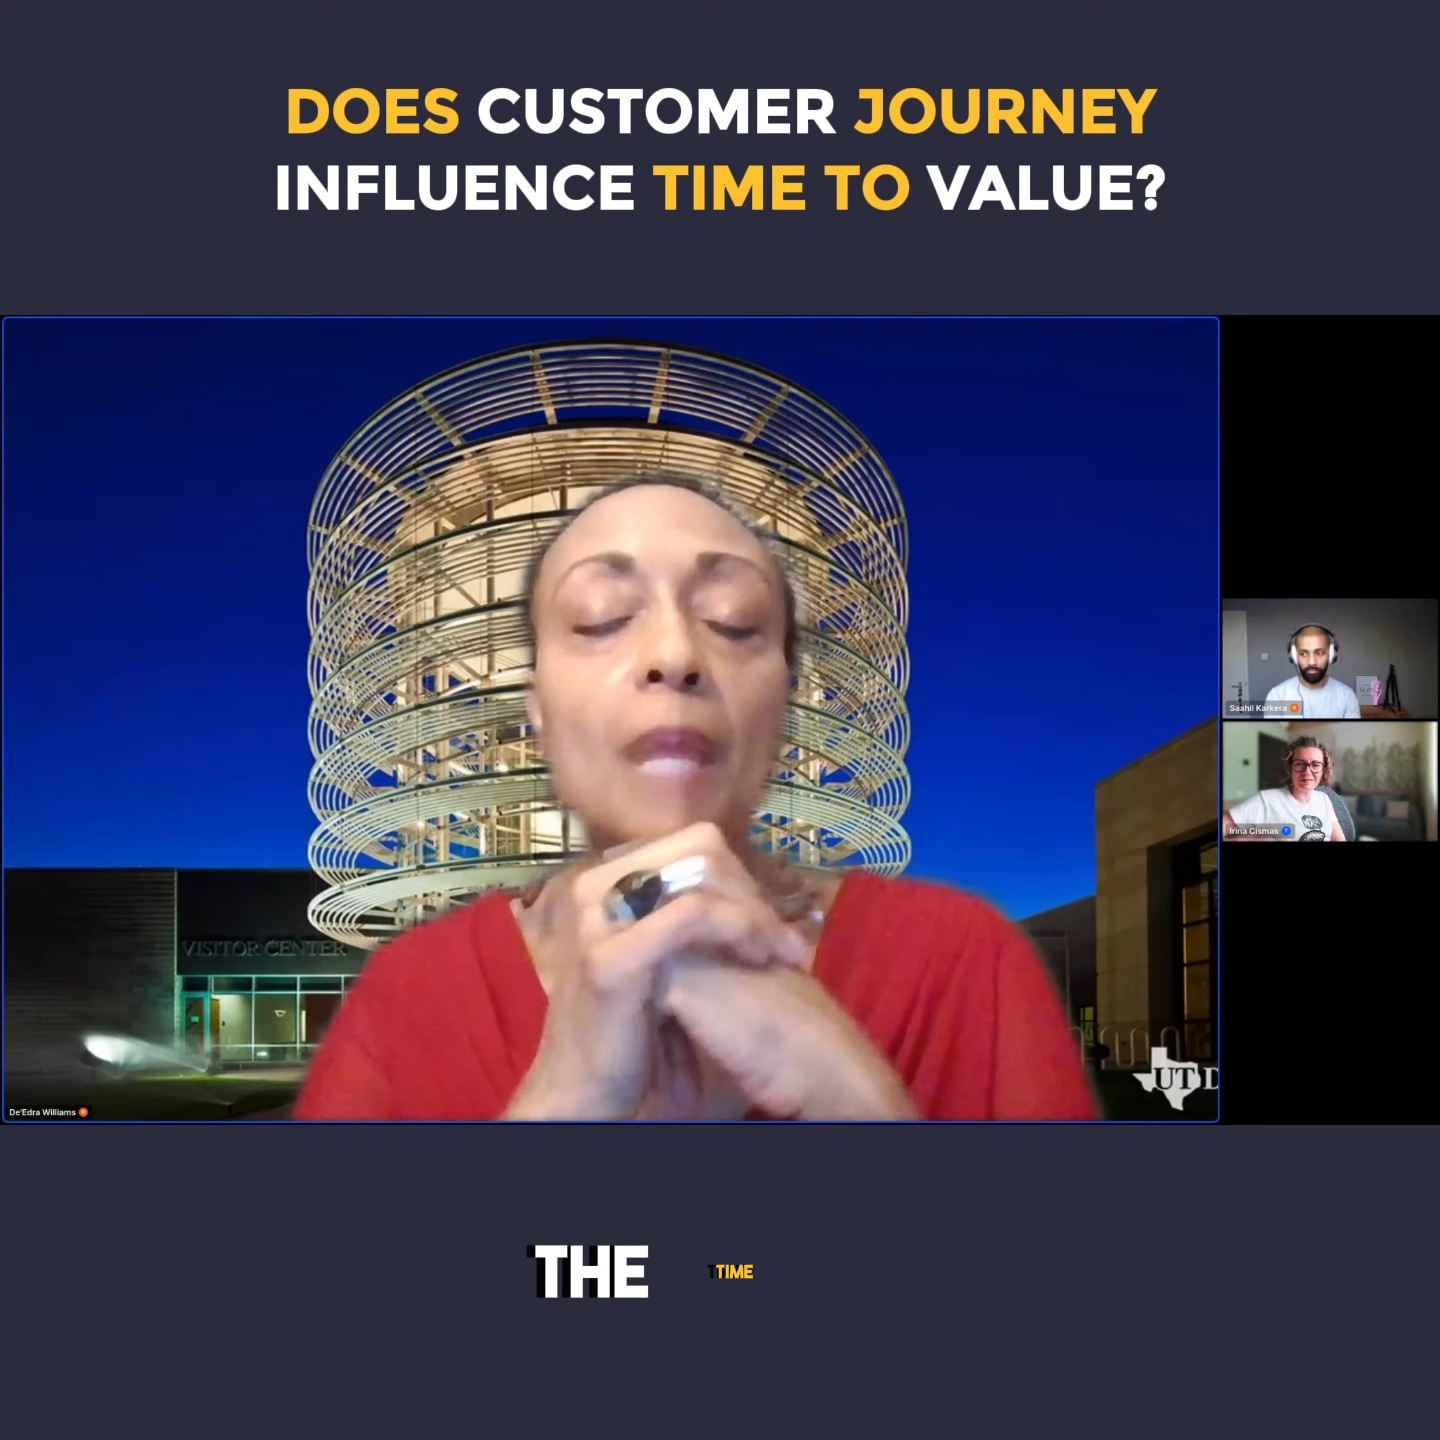 DOES CUSTOMER JOURNEY
INFLUENCE TIME TO VALUE?
VISITOR CENTER
Saahil Karkera
Irina Cismas
UT D
De'Edra Williams
THE TIME